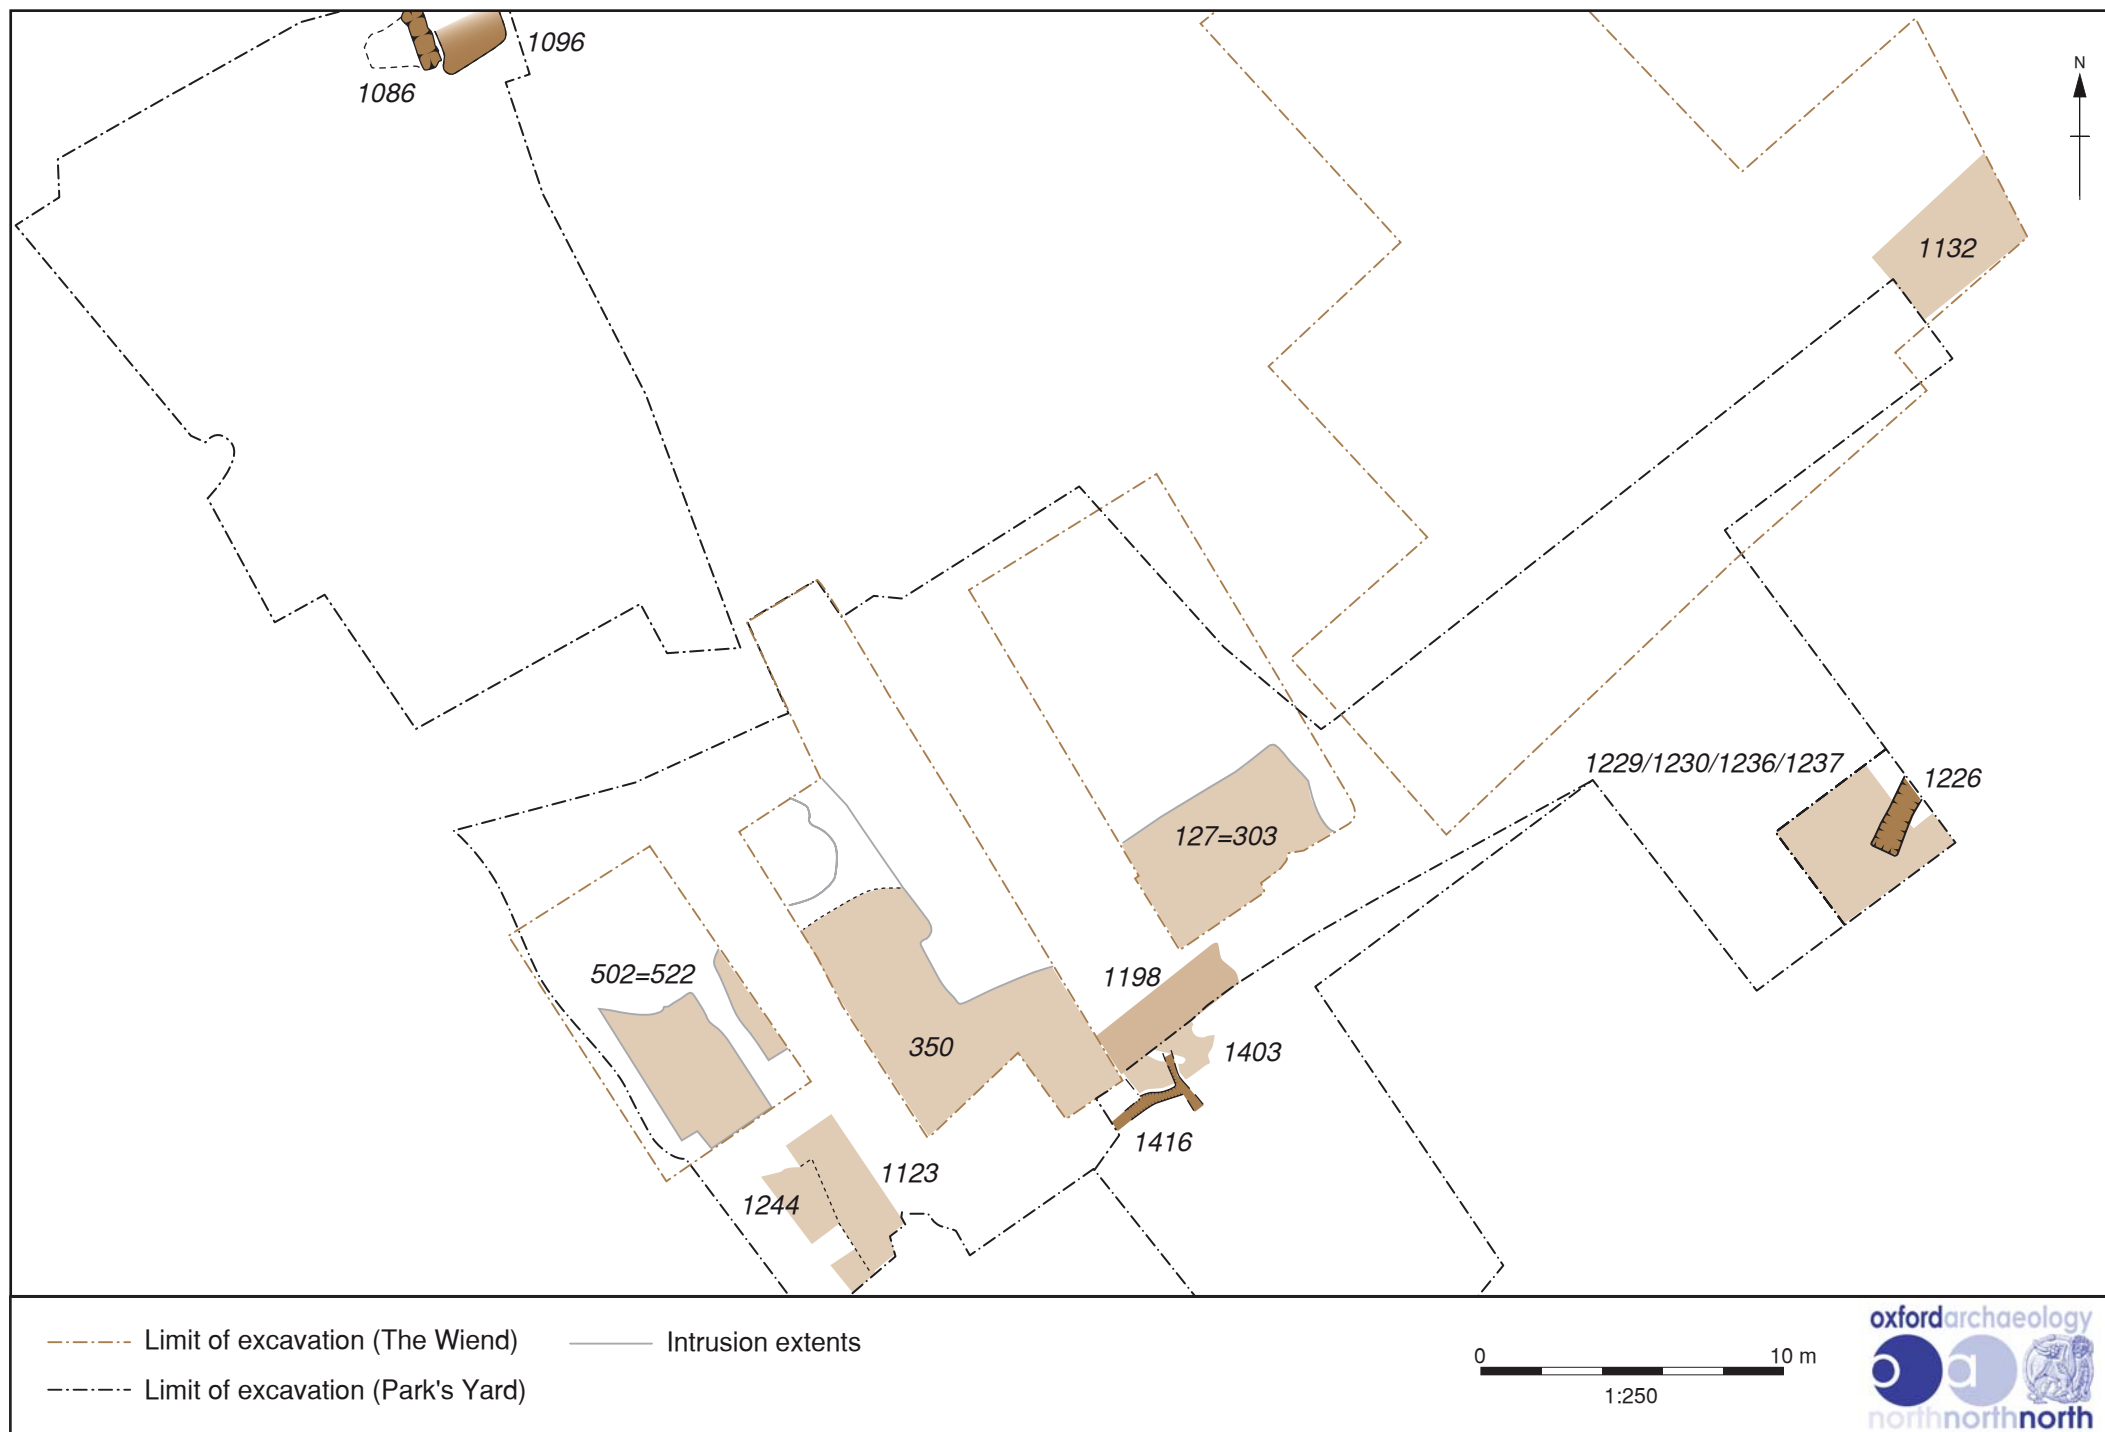 1096
1086
N
1132
1229/1230/1236/1237
1226
127=303
502=522
1198
350
1403
1416
1123
1244
Limit of excavation (The Wiend)
Intrusion extents
Limit of excavation (Park's Yard)
0 10 m
1:250
oxfordarchaeology
oa
northnorthnorth